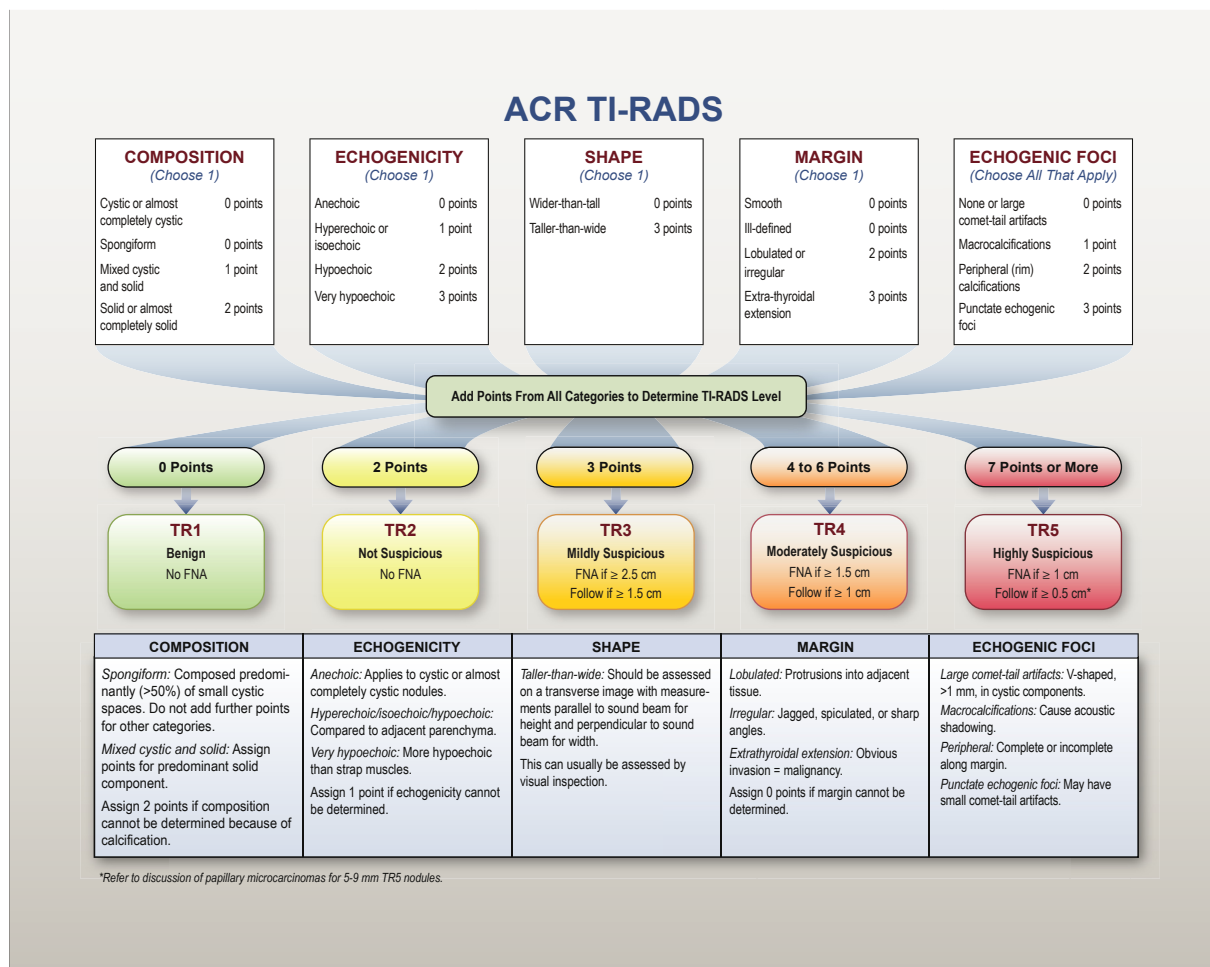 ACR TI-RADS
COMPOSITION
(Choose 1)
Cystic or almost 0 points
completely cystic
Spongiform 0 points
Mixed cystic 1 point
and solid
Solid or almost 2 points
completely solid
ECHOGENICITY
(Choose 1)
Anechoic 0 points
Hyperechoic or 1 point
isoechoic
Hypoechoic 2 points
Very hypoechoic 3 points
SHAPE
(Choose 1)
Wider-than-tall 0 points
Taller-than-wide 3 points
MARGIN
(Choose 1)
Smooth 0 points
Ill-defined 0 points
Lobulated or 2 points
irregular
Extra-thyroidal 3 points
extension
ECHOGENIC FOCI
(Choose All That Apply)
None or large 0 points
comet-tail artifacts
Macrocalcifications 1 point
Peripheral (rim) 2 points
calcifications
Punctate echogenic 3 points
foci
Add Points From All Categories to Determine TI-RADS Level
0 Points
2 Points
3 Points
4 to 6 Points
7 Points or More
TR1
Benign
No FNA
TR2
Not Suspicious
No FNA
TR3
Mildly Suspicious
FNA if ≥ 2.5 cm
Follow if ≥ 1.5 cm
TR4
Moderately Suspicious
FNA if ≥ 1.5 cm
Follow if ≥ 1 cm
TR5
Highly Suspicious
FNA if ≥ 1 cm
Follow if ≥ 0.5 cm*
COMPOSITION
Spongiform: Composed predomi-
nantly (>50%) of small cystic
spaces. Do not add further points
for other categories.
Mixed cystic and solid: Assign
points for predominant solid
component.
Assign 2 points if composition
cannot be determined because of
calcification.
ECHOGENICITY
Anechoic: Applies to cystic or almost
completely cystic nodules.
Hyperechoic/isoechoic/hypoechoic:
Compared to adjacent parenchyma.
Very hypoechoic: More hypoechoic
than strap muscles.
Assign 1 point if echogenicity cannot
be determined.
SHAPE
Taller-than-wide: Should be assessed
on a transverse image with measure-
ments parallel to sound beam for
height and perpendicular to sound
beam for width.
This can usually be assessed by
visual inspection.
MARGIN
Lobulated: Protrusions into adjacent
tissue.
Irregular: Jagged, spiculated, or sharp
angles.
Extrathyroidal extension: Obvious
invasion = malignancy.
Assign 0 points if margin cannot be
determined.
ECHOGENIC FOCI
Large comet-tail artifacts: V-shaped,
>1 mm, in cystic components.
Macrocalcifications: Cause acoustic
shadowing.
Peripheral: Complete or incomplete
along margin.
Punctate echogenic foci: May have
small comet-tail artifacts.
*Refer to discussion of papillary microcarcinomas for 5-9 mm TR5 nodules.